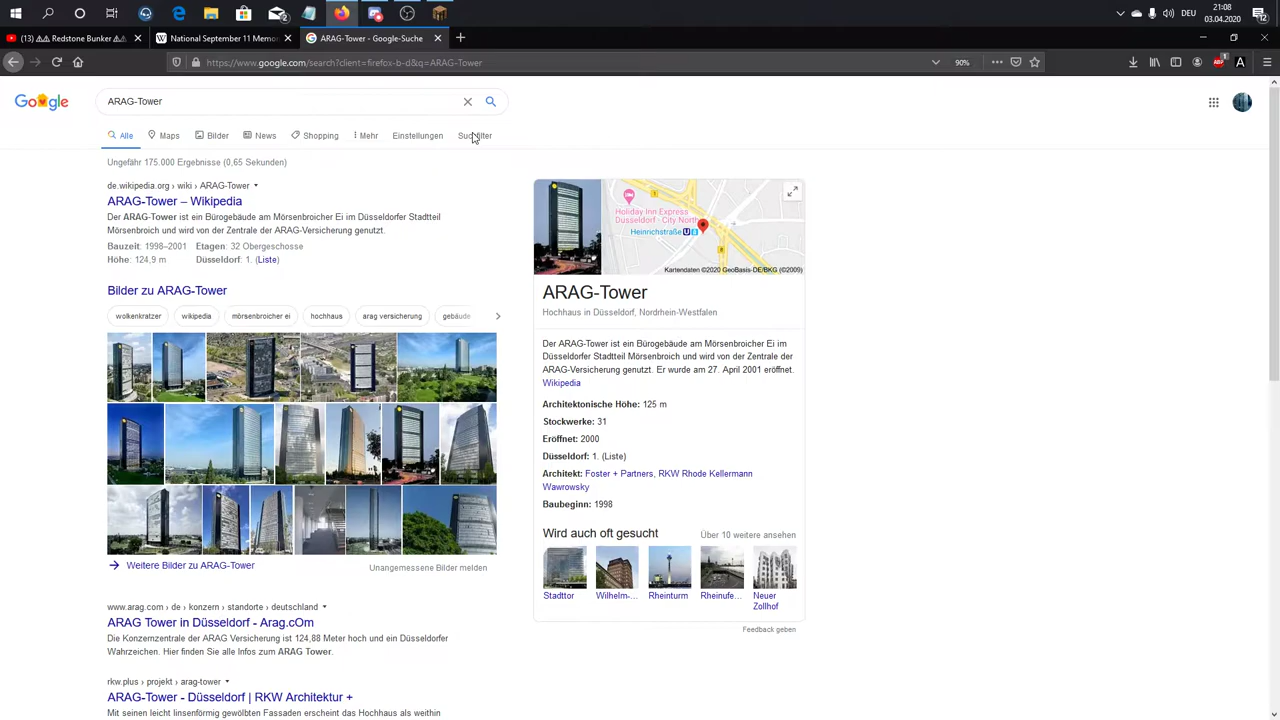 21:08
DEU
03.04.2020
(13) ⚠⚠ Redstone Bunker ⚠⚠
National September 11 Memo
ARAG-Tower - Google-Suche
https://www.google.com/search?client=firefox-b-d&q=ARAG-Tower
90%
Google
ARAG-Tower
Alle
Maps
Bilder
News
Shopping
Mehr
Einstellungen
Ungefähr 175.000 Ergebnisse (0,65 Sekunden)
de.wikipedia.org › wiki › ARAG-Tower
ARAG-Tower – Wikipedia
Der ARAG-Tower ist ein Bürogebäude am Mörsenbroicher Ei im Düsseldorfer Stadtteil
Mörsenbroich und wird von der Zentrale der ARAG-Versicherung genutzt.
Bauzeit: 1998–2001 Etagen: 32 Obergeschosse
Höhe: 124,9 m Düsseldorf: 1. (Liste)
Bilder zu ARAG-Tower
wolkenkratzer
wikipedia
mörsenbroicher ei
hochhaus
arag versicherung
gebäude
Weitere Bilder zu ARAG-Tower
Unangemessene Bilder melden
www.arag.com › de › konzern › standorte › deutschland
ARAG Tower in Düsseldorf - Arag.cOm
Die Konzernzentrale der ARAG Versicherung ist 124,88 Meter hoch und ein Düsseldorfer
Wahrzeichen. Hier finden Sie alle Infos zum ARAG Tower.
rkw.plus › projekt › arag-tower
ARAG-Tower - Düsseldorf | RKW Architektur +
Mit seinen leicht linsenförmig gewölbten Fassaden erscheint das Hochhaus als weithin
Holiday Inn Express
Düsseldorf - City North
Heinrichstraße
Kartendaten ©2020 GeoBasis-DE/BKG (©2009)
ARAG-Tower
Hochhaus in Düsseldorf, Nordrhein-Westfalen
Der ARAG-Tower ist ein Bürogebäude am Mörsenbroicher Ei im
Düsseldorfer Stadtteil Mörsenbroich und wird von der Zentrale der
ARAG-Versicherung genutzt. Er wurde am 27. April 2001 eröffnet.
Wikipedia
Architektonische Höhe: 125 m
Stockwerke: 31
Eröffnet: 2000
Düsseldorf: 1. (Liste)
Architekt: Foster + Partners, RKW Rhode Kellermann
Wawrowsky
Baubeginn: 1998
Wird auch oft gesucht
Über 10 weitere ansehen
Stadttor
Wilhelm-...
Rheinturm
Rheinufe...
Neuer
Zollhof
Feedback geben